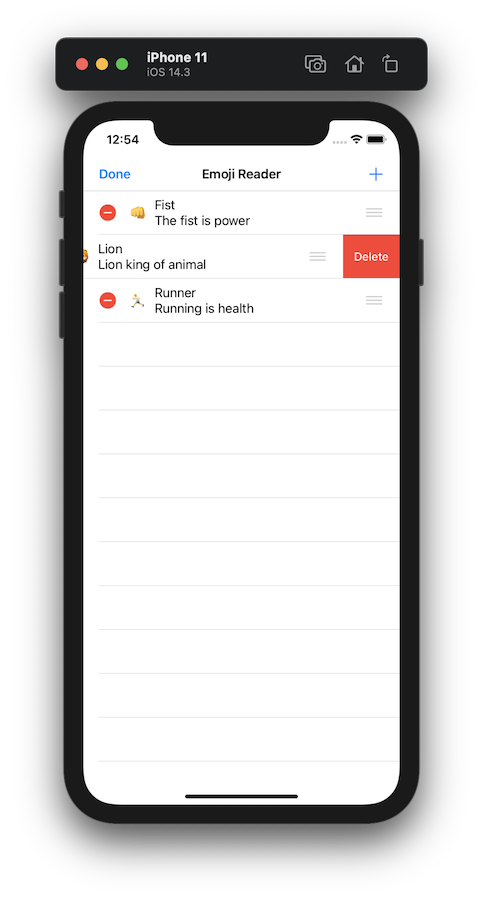 iPhone 11
iOS 14.3
12:54
Done
Emoji Reader
Fist
The fist is power
Lion
Lion king of animal
Delete
Runner
Running is health